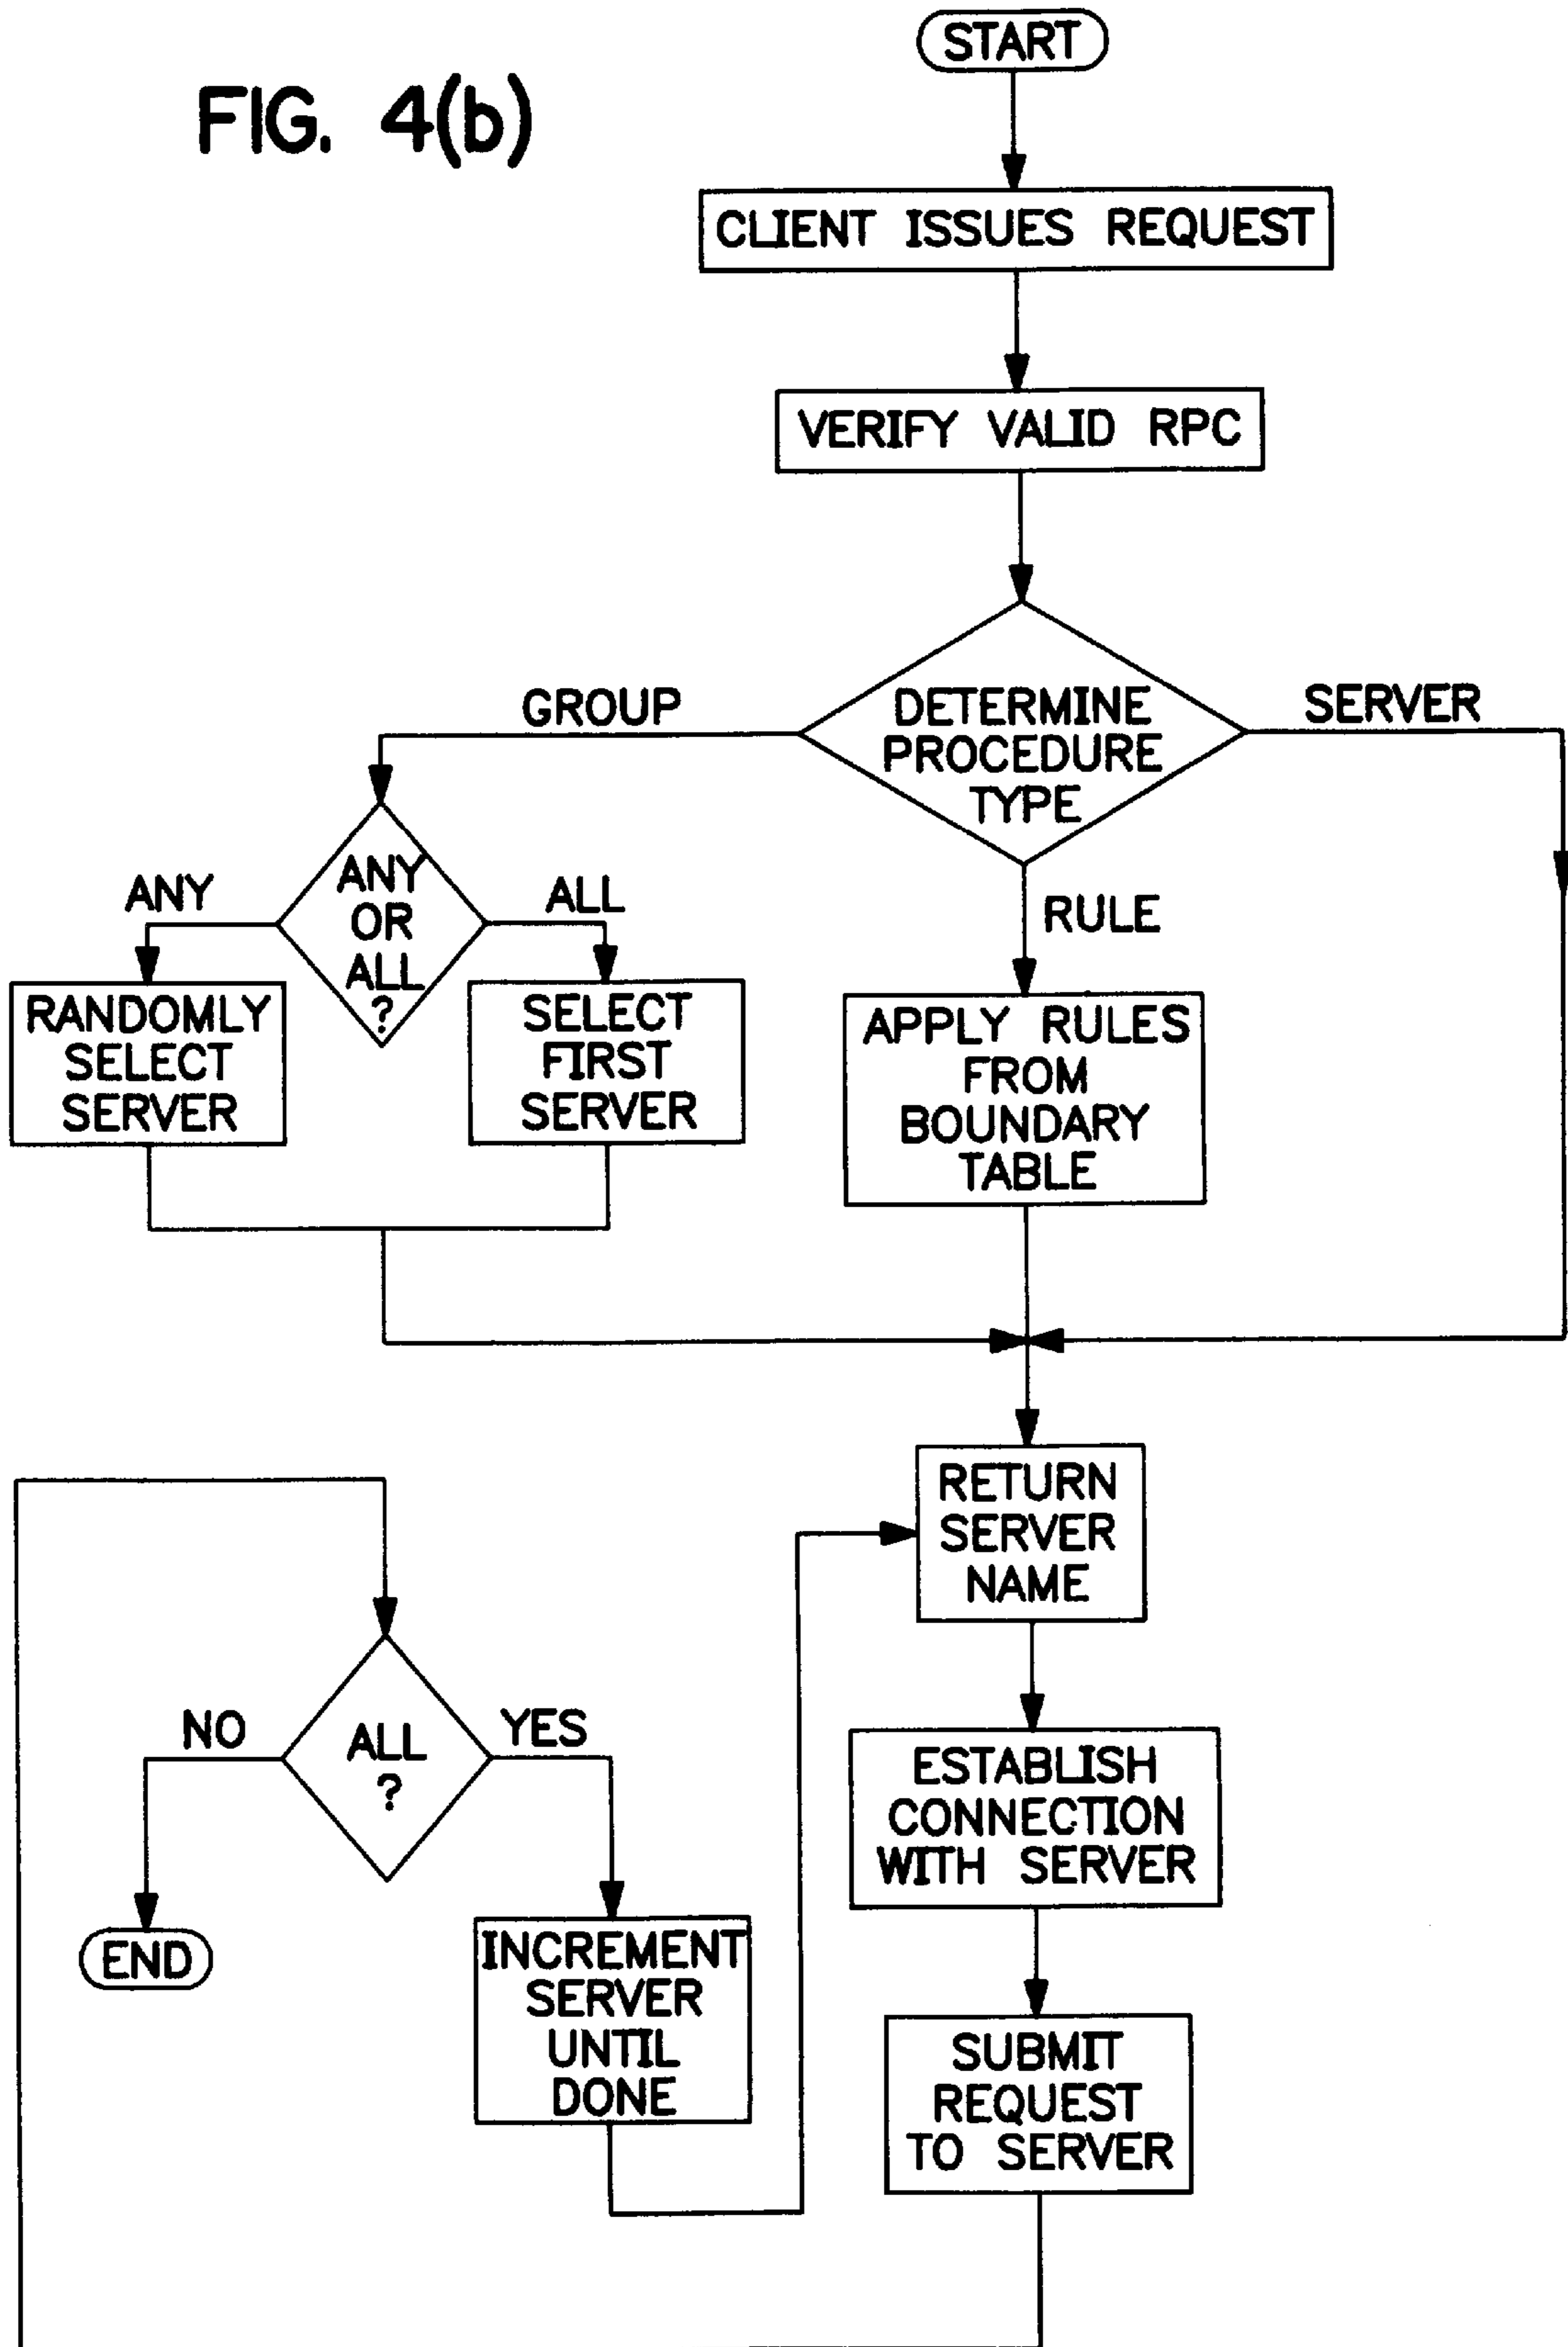 FIG. 4(b)
START
CLIENT ISSUES REQUEST
VERIFY VALID RPC
DETERMINE
PROCEDURE
TYPE
GROUP
SERVER
RULE
ANY
OR
ALL
?
ANY
ALL
RANDOMLY
SELECT
SERVER
SELECT
FIRST
SERVER
APPLY RULES
FROM
BOUNDARY
TABLE
RETURN
SERVER
NAME
ESTABLISH
CONNECTION
WITH SERVER
SUBMIT
REQUEST
TO SERVER
ALL
?
NO
YES
END
INCREMENT
SERVER
UNTIL
DONE